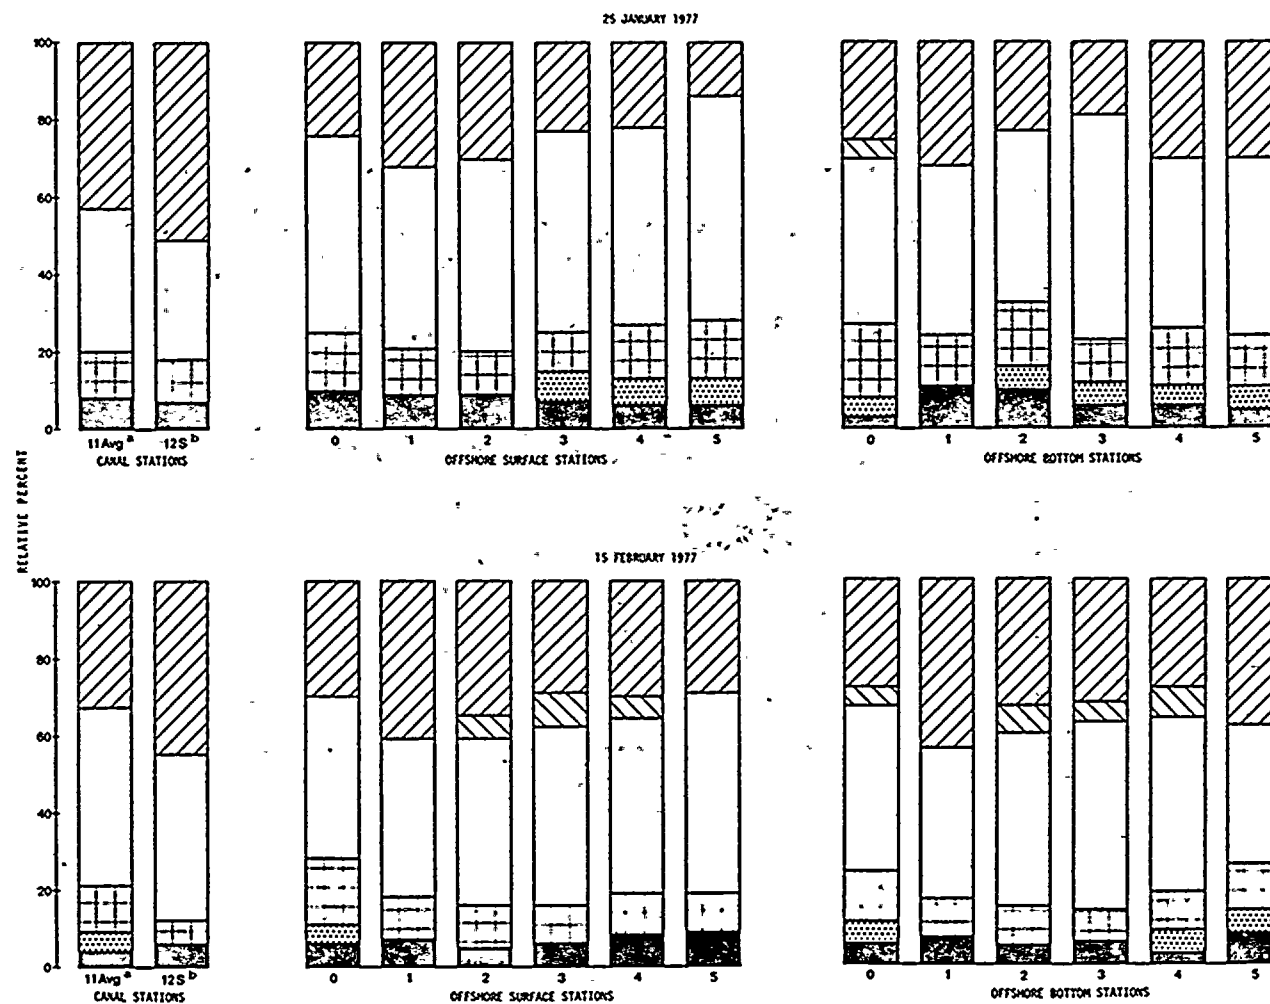 25 JANUARY 1977
100
80
60
40
20
0
11Avg a 12S b
CANAL STATIONS
0 1 2 3 4 5
OFFSHORE SURFACE STATIONS
0 1 2 3 4 5
OFFSHORE BOTTOM STATIONS
RELATIVE PERCENT
15 FEBRUARY 1977
100
80
60
40
20
0
11Avg a 12S b
CANAL STATIONS
0 1 2 3 4 5
OFFSHORE SURFACE STATIONS
0 1 2 3 4 5
OFFSHORE BOTTOM STATIONS